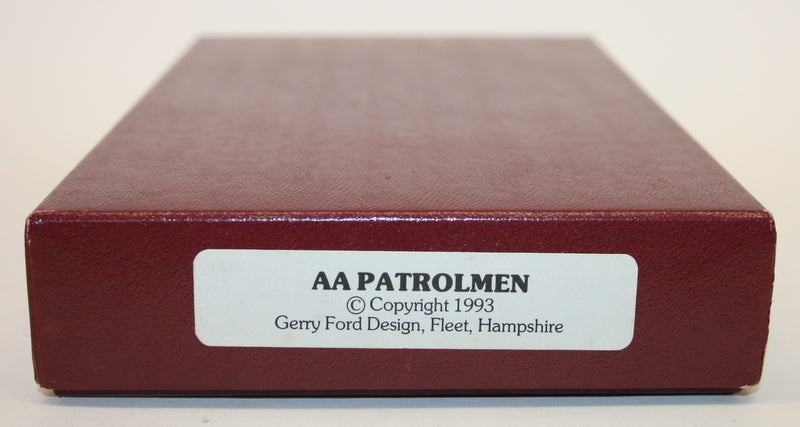 AA PATROLMEN
© Copyright 1993
Gerry Ford Design, Fleet, Hampshire